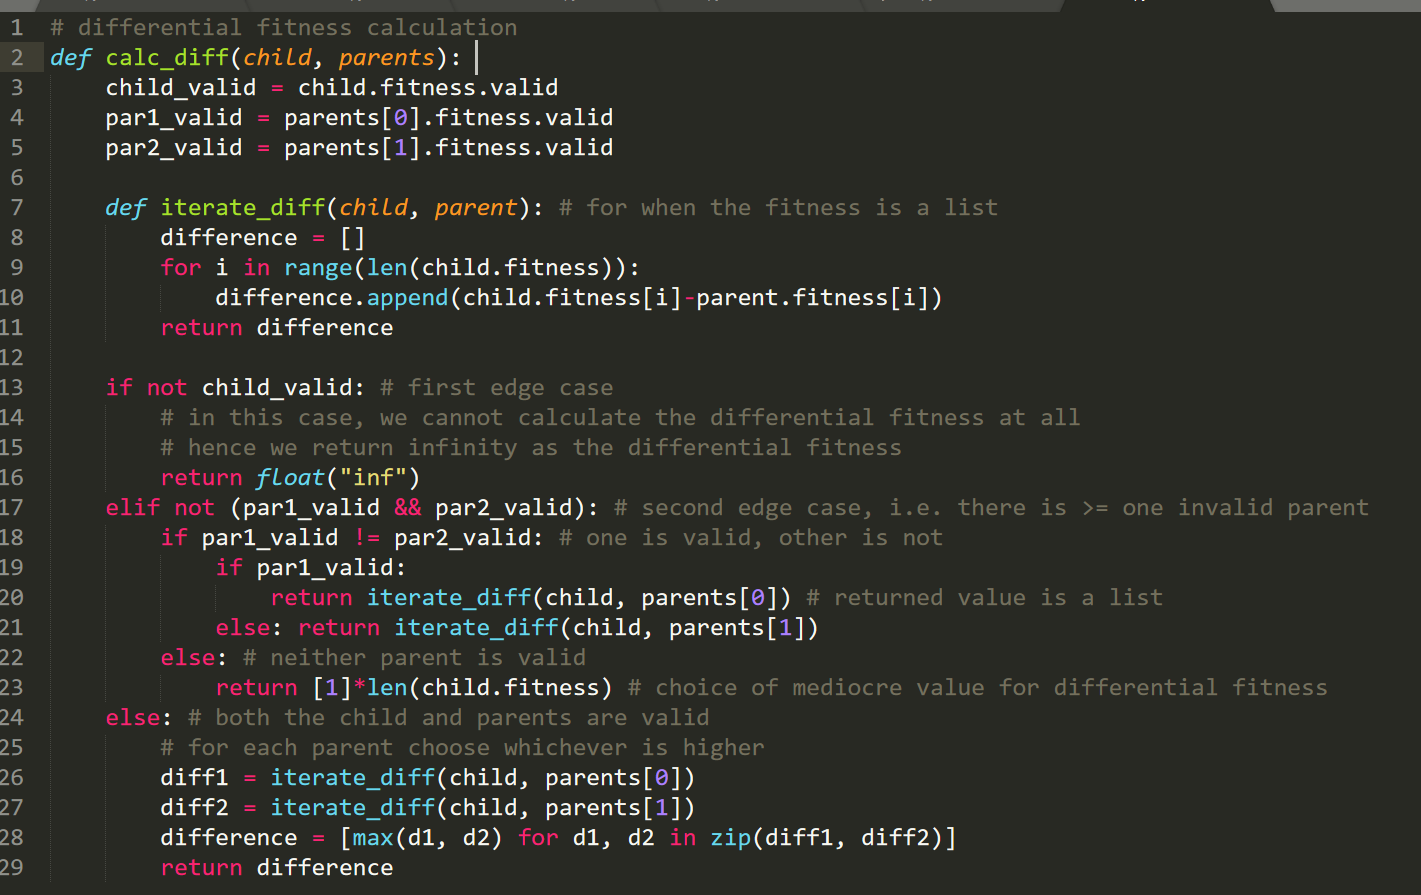 1 # differential fitness calculation
2 def calc_diff(child, parents):
3     child_valid = child.fitness.valid
4     par1_valid = parents[0].fitness.valid
5     par2_valid = parents[1].fitness.valid
6
7     def iterate_diff(child, parent): # for when the fitness is a list
8         difference = []
9         for i in range(len(child.fitness)):
10             difference.append(child.fitness[i]-parent.fitness[i])
11         return difference
12
13     if not child_valid: # first edge case
14         # in this case, we cannot calculate the differential fitness at all
15         # hence we return infinity as the differential fitness
16         return float("inf")
17     elif not (par1_valid && par2_valid): # second edge case, i.e. there is >= one invalid parent
18         if par1_valid != par2_valid: # one is valid, other is not
19             if par1_valid:
20                 return iterate_diff(child, parents[0]) # returned value is a list
21             else: return iterate_diff(child, parents[1])
22         else: # neither parent is valid
23             return [1]*len(child.fitness) # choice of mediocre value for differential fitness
24     else: # both the child and parents are valid
25         # for each parent choose whichever is higher
26         diff1 = iterate_diff(child, parents[0])
27         diff2 = iterate_diff(child, parents[1])
28         difference = [max(d1, d2) for d1, d2 in zip(diff1, diff2)]
29         return difference